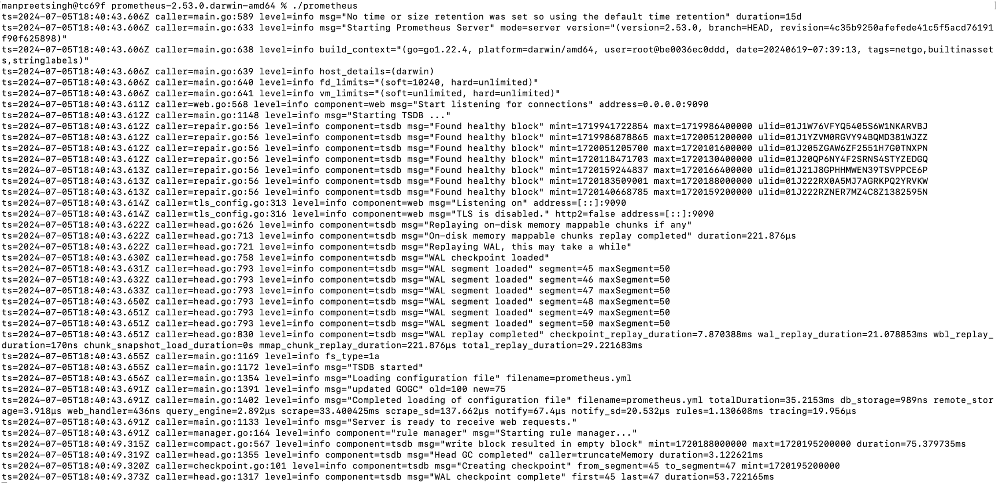 manpreetsingh@tc69f prometheus-2.53.0.darwin-amd64 % ./prometheus
ts=2024-07-05T18:40:43.606Z caller=main.go:589 level=info msg="No time or size retention was set so using the default time retention" duration=15d
ts=2024-07-05T18:40:43.606Z caller=main.go:633 level=info msg="Starting Prometheus Server" mode=server version="(version=2.53.0, branch=HEAD, revision=4c35b9250afefede41c5f5acd76191
f90f625898)"
ts=2024-07-05T18:40:43.606Z caller=main.go:638 level=info build_context="(go=go1.22.4, platform=darwin/amd64, user=root@be0036ec0ddd, date=20240619-07:39:13, tags=netgo,builtinasset
s,stringlabels)"
ts=2024-07-05T18:40:43.606Z caller=main.go:639 level=info host_details=(darwin)
ts=2024-07-05T18:40:43.606Z caller=main.go:640 level=info fd_limits="(soft=10240, hard=unlimited)"
ts=2024-07-05T18:40:43.606Z caller=main.go:641 level=info vm_limits="(soft=unlimited, hard=unlimited)"
ts=2024-07-05T18:40:43.611Z caller=web.go:568 level=info component=web msg="Start listening for connections" address=0.0.0.0:9090
ts=2024-07-05T18:40:43.612Z caller=main.go:1148 level=info msg="Starting TSDB ..."
ts=2024-07-05T18:40:43.612Z caller=repair.go:56 level=info component=tsdb msg="Found healthy block" mint=1719941722854 maxt=1719986400000 ulid=01J1W76VFYQ5405S6W1NKARVBJ
ts=2024-07-05T18:40:43.612Z caller=repair.go:56 level=info component=tsdb msg="Found healthy block" mint=1719986878865 maxt=1720051200000 ulid=01J1YZVM0RGVY94BQMD381WJZZ
ts=2024-07-05T18:40:43.612Z caller=repair.go:56 level=info component=tsdb msg="Found healthy block" mint=1720051205700 maxt=1720101600000 ulid=01J205ZGAW6ZF2551H7G0TNXPN
ts=2024-07-05T18:40:43.612Z caller=repair.go:56 level=info component=tsdb msg="Found healthy block" mint=1720118471703 maxt=1720130400000 ulid=01J20QP6NY4F2SRNS4STYZEDGQ
ts=2024-07-05T18:40:43.613Z caller=repair.go:56 level=info component=tsdb msg="Found healthy block" mint=1720159244837 maxt=1720166400000 ulid=01J21J8GPHHMWEN39TSVPPCE6P
ts=2024-07-05T18:40:43.613Z caller=repair.go:56 level=info component=tsdb msg="Found healthy block" mint=1720183509001 maxt=1720188000000 ulid=01J222RX0A5MJ7AGRKPQ2YRVKW
ts=2024-07-05T18:40:43.613Z caller=repair.go:56 level=info component=tsdb msg="Found healthy block" mint=1720140668785 maxt=1720159200000 ulid=01J222RZNER7MZ4C8Z1382595N
ts=2024-07-05T18:40:43.614Z caller=tls_config.go:313 level=info component=web msg="Listening on" address=[::]:9090
ts=2024-07-05T18:40:43.614Z caller=tls_config.go:316 level=info component=web msg="TLS is disabled." http2=false address=[::]:9090
ts=2024-07-05T18:40:43.622Z caller=head.go:626 level=info component=tsdb msg="Replaying on-disk memory mappable chunks if any"
ts=2024-07-05T18:40:43.622Z caller=head.go:713 level=info component=tsdb msg="On-disk memory mappable chunks replay completed" duration=221.876µs
ts=2024-07-05T18:40:43.622Z caller=head.go:721 level=info component=tsdb msg="Replaying WAL, this may take a while"
ts=2024-07-05T18:40:43.630Z caller=head.go:758 level=info component=tsdb msg="WAL checkpoint loaded"
ts=2024-07-05T18:40:43.631Z caller=head.go:793 level=info component=tsdb msg="WAL segment loaded" segment=45 maxSegment=50
ts=2024-07-05T18:40:43.632Z caller=head.go:793 level=info component=tsdb msg="WAL segment loaded" segment=46 maxSegment=50
ts=2024-07-05T18:40:43.633Z caller=head.go:793 level=info component=tsdb msg="WAL segment loaded" segment=47 maxSegment=50
ts=2024-07-05T18:40:43.650Z caller=head.go:793 level=info component=tsdb msg="WAL segment loaded" segment=48 maxSegment=50
ts=2024-07-05T18:40:43.651Z caller=head.go:793 level=info component=tsdb msg="WAL segment loaded" segment=49 maxSegment=50
ts=2024-07-05T18:40:43.651Z caller=head.go:793 level=info component=tsdb msg="WAL segment loaded" segment=50 maxSegment=50
ts=2024-07-05T18:40:43.651Z caller=head.go:830 level=info component=tsdb msg="WAL replay completed" checkpoint_replay_duration=7.870388ms wal_replay_duration=21.078853ms wbl_replay_
duration=170ns chunk_snapshot_load_duration=0s mmap_chunk_replay_duration=221.876µs total_replay_duration=29.221683ms
ts=2024-07-05T18:40:43.655Z caller=main.go:1169 level=info fs_type=1a
ts=2024-07-05T18:40:43.655Z caller=main.go:1172 level=info msg="TSDB started"
ts=2024-07-05T18:40:43.656Z caller=main.go:1354 level=info msg="Loading configuration file" filename=prometheus.yml
ts=2024-07-05T18:40:43.691Z caller=main.go:1391 level=info msg="updated GOGC" old=100 new=75
ts=2024-07-05T18:40:43.691Z caller=main.go:1402 level=info msg="Completed loading of configuration file" filename=prometheus.yml totalDuration=35.2153ms db_storage=989ns remote_stor
age=3.918µs web_handler=436ns query_engine=2.892µs scrape=33.400425ms scrape_sd=137.662µs notify=67.4µs notify_sd=20.532µs rules=1.130608ms tracing=19.956µs
ts=2024-07-05T18:40:43.691Z caller=main.go:1133 level=info msg="Server is ready to receive web requests."
ts=2024-07-05T18:40:43.691Z caller=manager.go:164 level=info component="rule manager" msg="Starting rule manager..."
ts=2024-07-05T18:40:49.315Z caller=compact.go:567 level=info component=tsdb msg="write block resulted in empty block" mint=1720188000000 maxt=1720195200000 duration=75.379735ms
ts=2024-07-05T18:40:49.319Z caller=head.go:1355 level=info component=tsdb msg="Head GC completed" caller=truncateMemory duration=3.122621ms
ts=2024-07-05T18:40:49.320Z caller=checkpoint.go:101 level=info component=tsdb msg="Creating checkpoint" from_segment=45 to_segment=47 mint=1720195200000
ts=2024-07-05T18:40:49.373Z caller=head.go:1317 level=info component=tsdb msg="WAL checkpoint complete" first=45 last=47 duration=53.722165ms